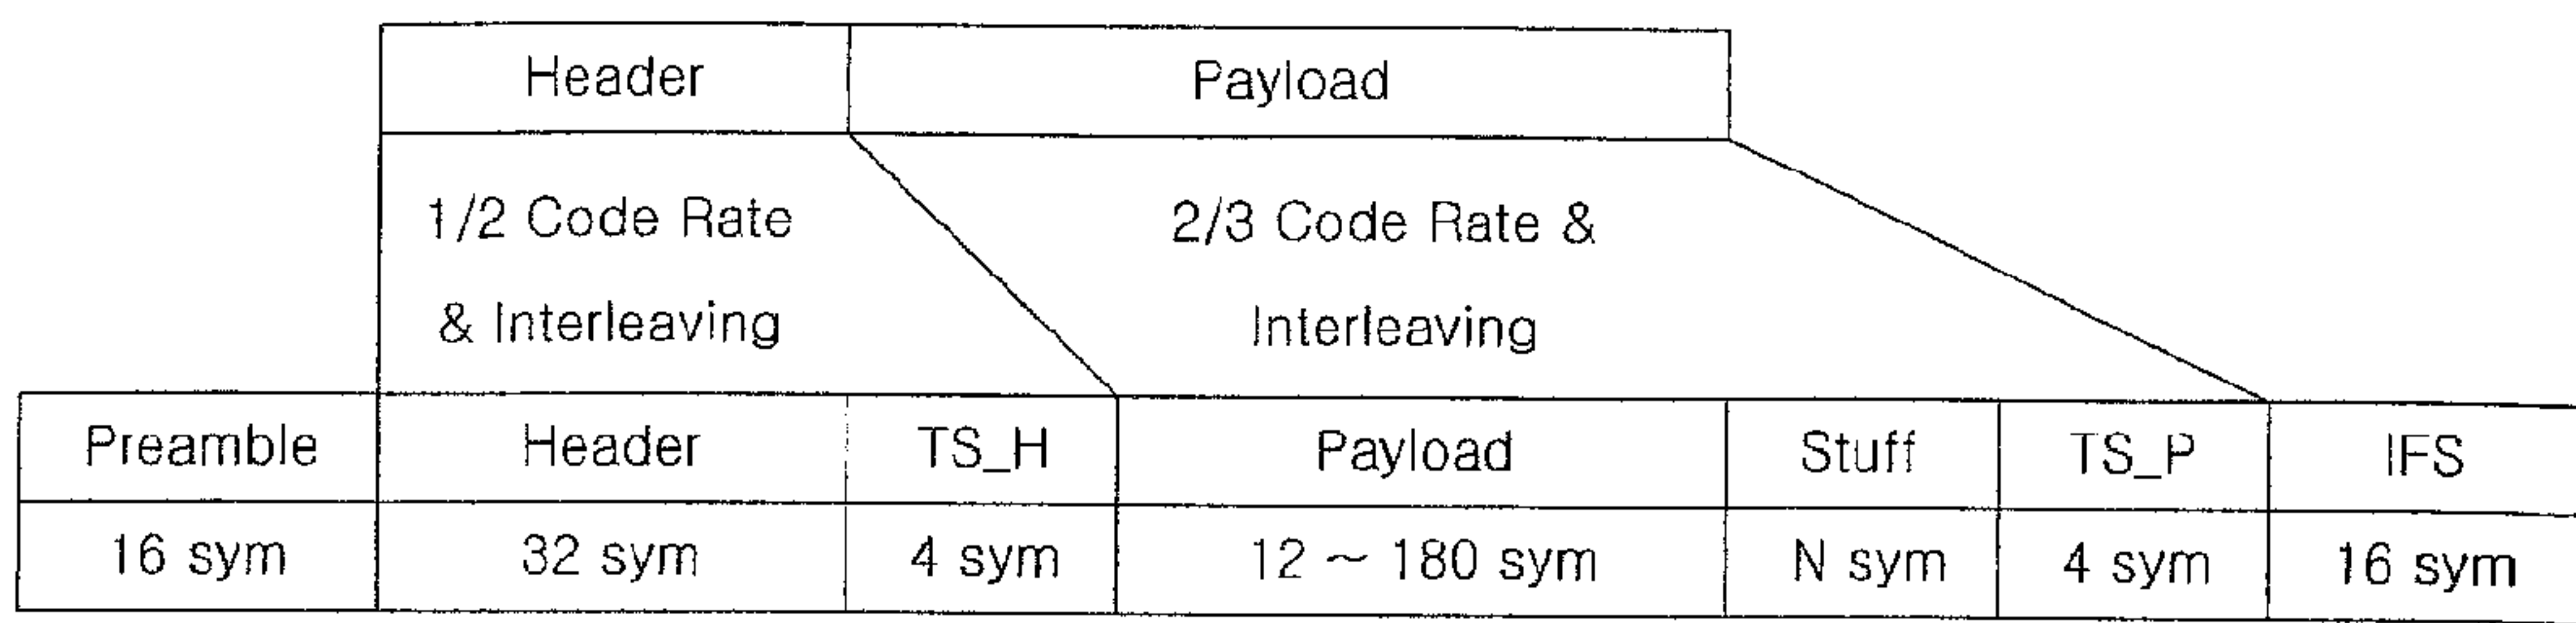 Header Payload
1/2 Code Rate 2/3 Code Rate &
& Interleaving Interleaving
Preamble Header TS_H Payload Stuff TS_P IFS
16 sym 32 sym 4 sym 12 ~ 180 sym N sym 4 sym 16 sym